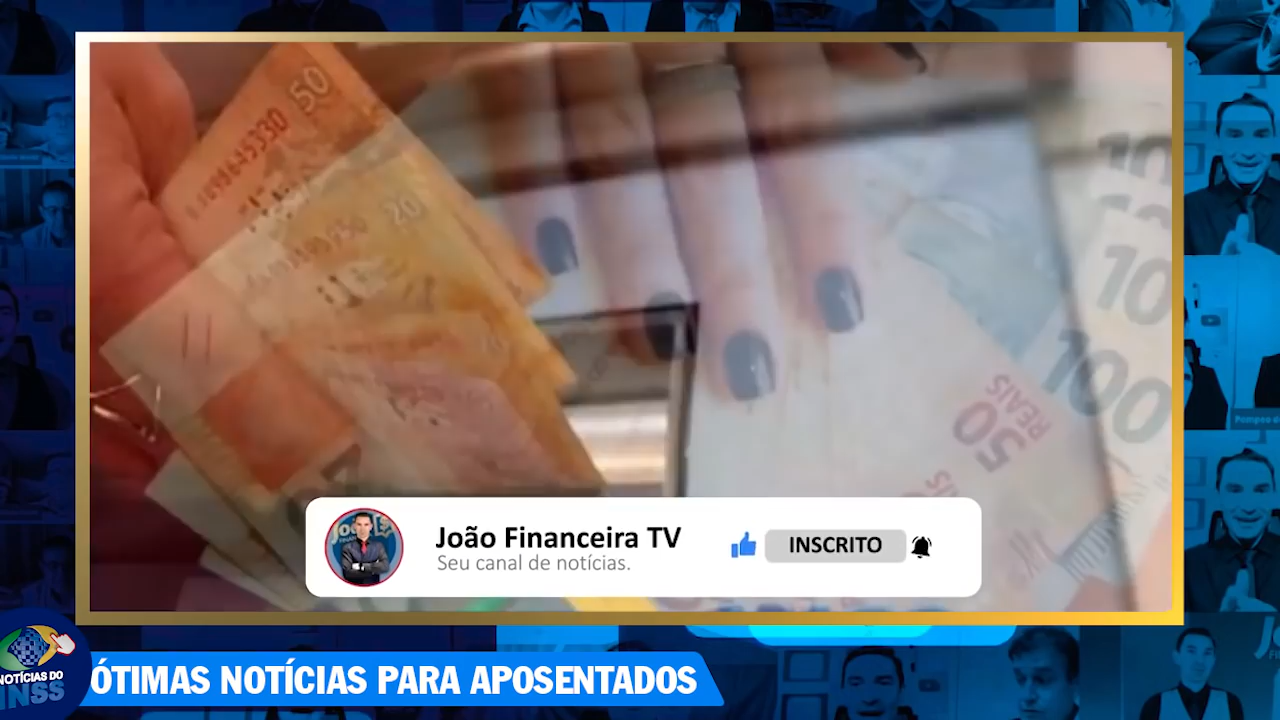 50
20
10
10
100
50
REAIS
João Financeira TV
Seu canal de notícias.
INSCRITO
NOTÍCIAS DO
INSS
ÓTIMAS NOTÍCIAS PARA APOSENTADOS